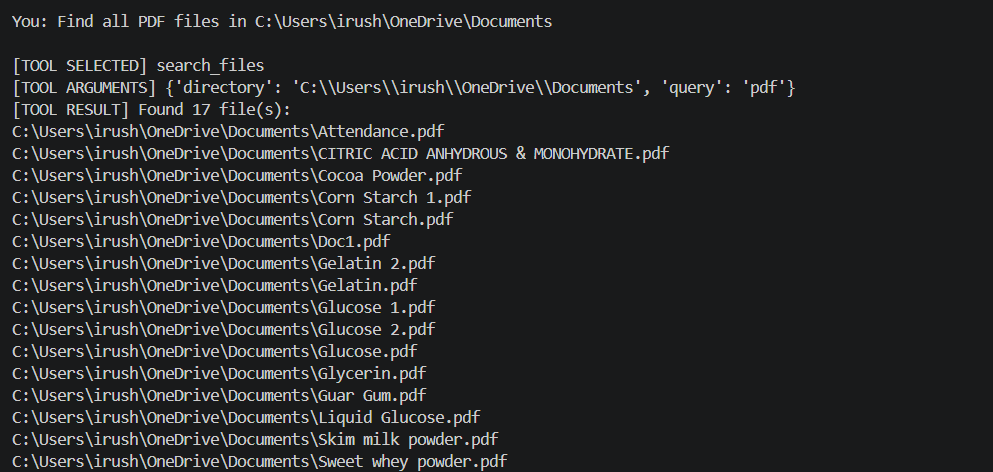 You: Find all PDF files in C:\Users\irush\OneDrive\Documents
[TOOL SELECTED] search_files
[TOOL ARGUMENTS] {'directory': 'C:\\Users\\irush\\OneDrive\\Documents', 'query': 'pdf'}
[TOOL RESULT] Found 17 file(s):
C:\Users\irush\OneDrive\Documents\Attendance.pdf
C:\Users\irush\OneDrive\Documents\CITRIC ACID ANHYDROUS & MONOHYDRATE.pdf
C:\Users\irush\OneDrive\Documents\Cocoa Powder.pdf
C:\Users\irush\OneDrive\Documents\Corn Starch 1.pdf
C:\Users\irush\OneDrive\Documents\Corn Starch.pdf
C:\Users\irush\OneDrive\Documents\Doc1.pdf
C:\Users\irush\OneDrive\Documents\Gelatin 2.pdf
C:\Users\irush\OneDrive\Documents\Gelatin.pdf
C:\Users\irush\OneDrive\Documents\Glucose 1.pdf
C:\Users\irush\OneDrive\Documents\Glucose 2.pdf
C:\Users\irush\OneDrive\Documents\Glucose.pdf
C:\Users\irush\OneDrive\Documents\Glycerin.pdf
C:\Users\irush\OneDrive\Documents\Guar Gum.pdf
C:\Users\irush\OneDrive\Documents\Liquid Glucose.pdf
C:\Users\irush\OneDrive\Documents\Skim milk powder.pdf
C:\Users\irush\OneDrive\Documents\Sweet whey powder.pdf